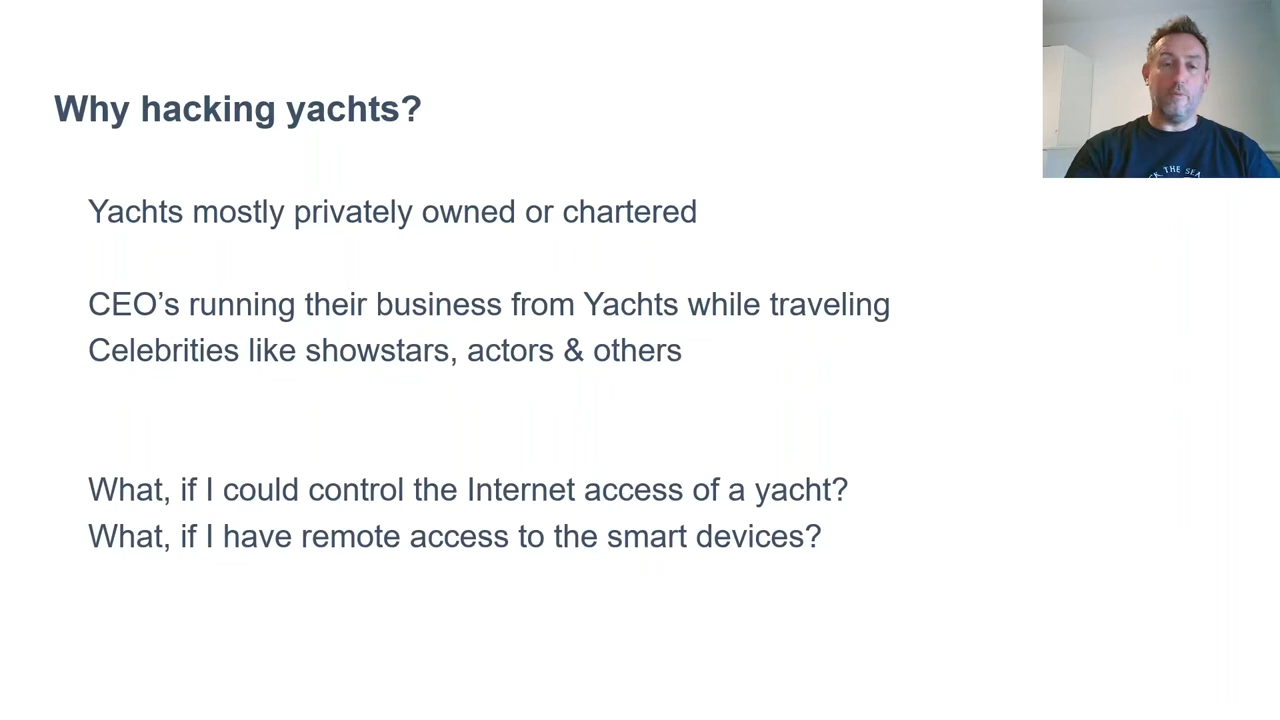 Why hacking yachts?
Yachts mostly privately owned or chartered
CEO’s running their business from Yachts while traveling
Celebrities like showstars, actors & others
What, if I could control the Internet access of a yacht?
What, if I have remote access to the smart devices?
THE SEA